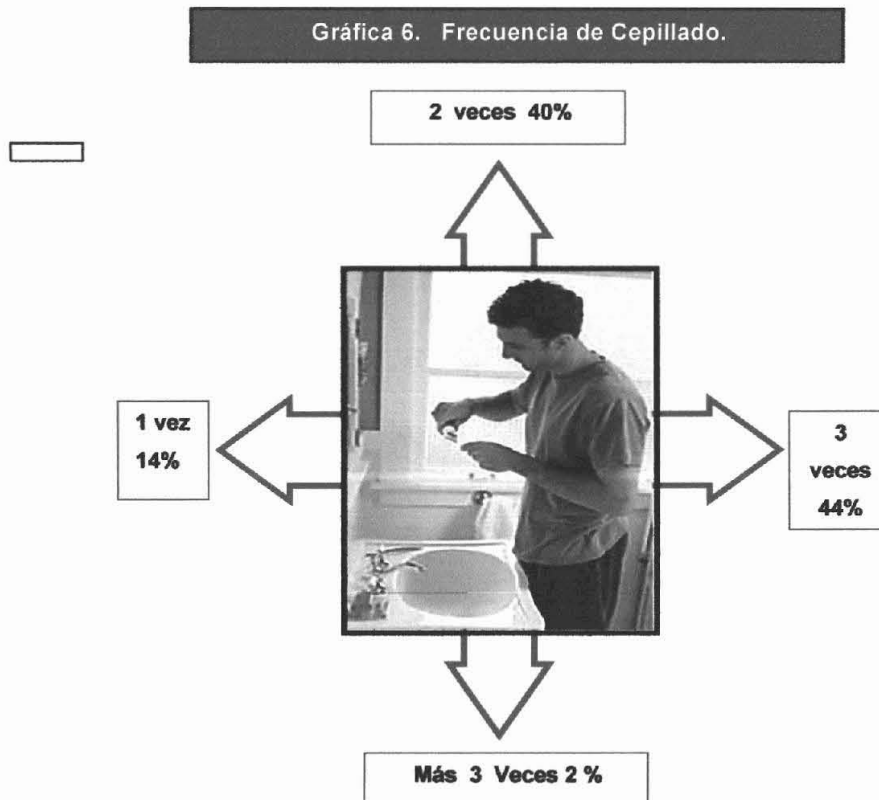 Gráfica 6. Frecuencia de Cepillado.
2 veces 40%
1 vez
14%
3
veces
44%
Más 3 Veces 2 %